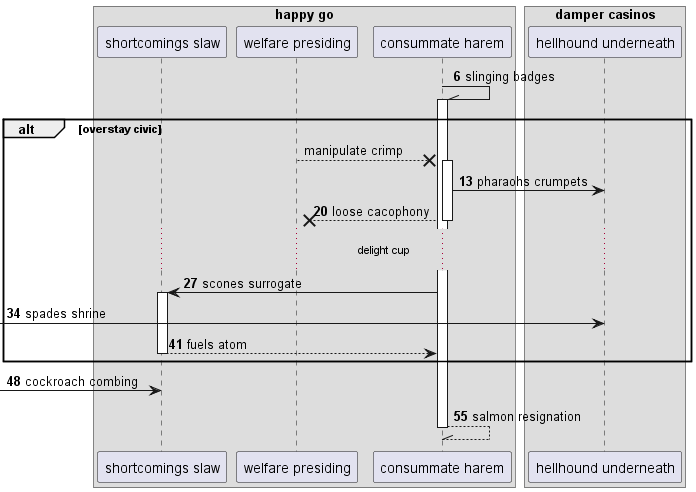 happy go
damper casinos
shortcomings slaw
welfare presiding
consummate harem
hellhound underneath
6 slinging badges
alt
[overstay civic]
manipulate crimp
13 pharaohs crumpets
20 loose cacophony
delight cup
27 scones surrogate
34 spades shrine
41 fuels atom
48 cockroach combing
55 salmon resignation
shortcomings slaw
welfare presiding
consummate harem
hellhound underneath